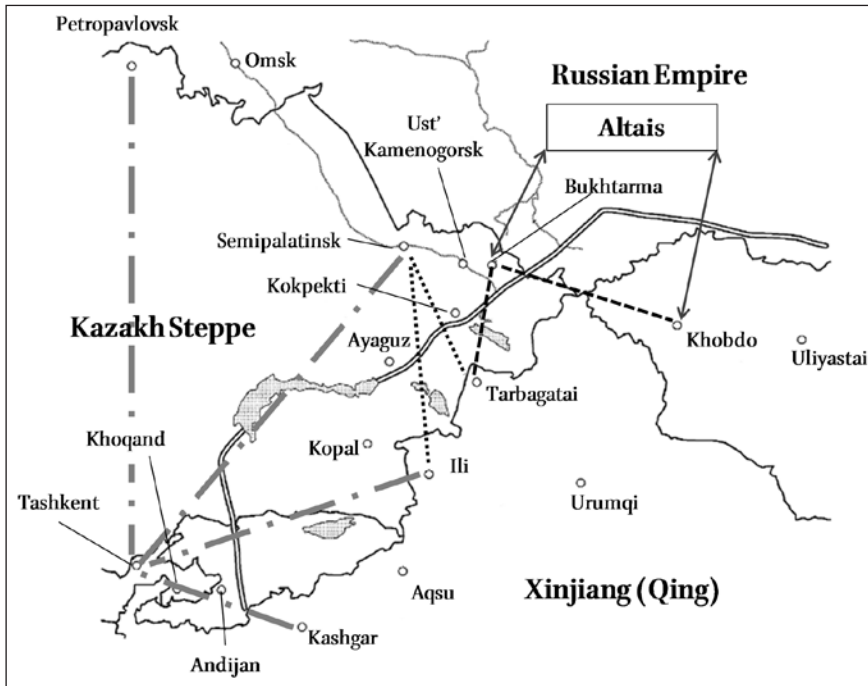 Petropavlovsk
Omsk
Russian Empire
Altais
Ust'
Kamenogorsk
Bukhtarma
Semipalatinsk
Kokpekti
Kazakh Steppe
Khobdo
Ayaguz
Uliyastai
Tarbagatai
Khoqand
Kopal
Ili
Urumqi
Tashkent
Aqsu
Xinjiang (Qing)
Kashgar
Andijan